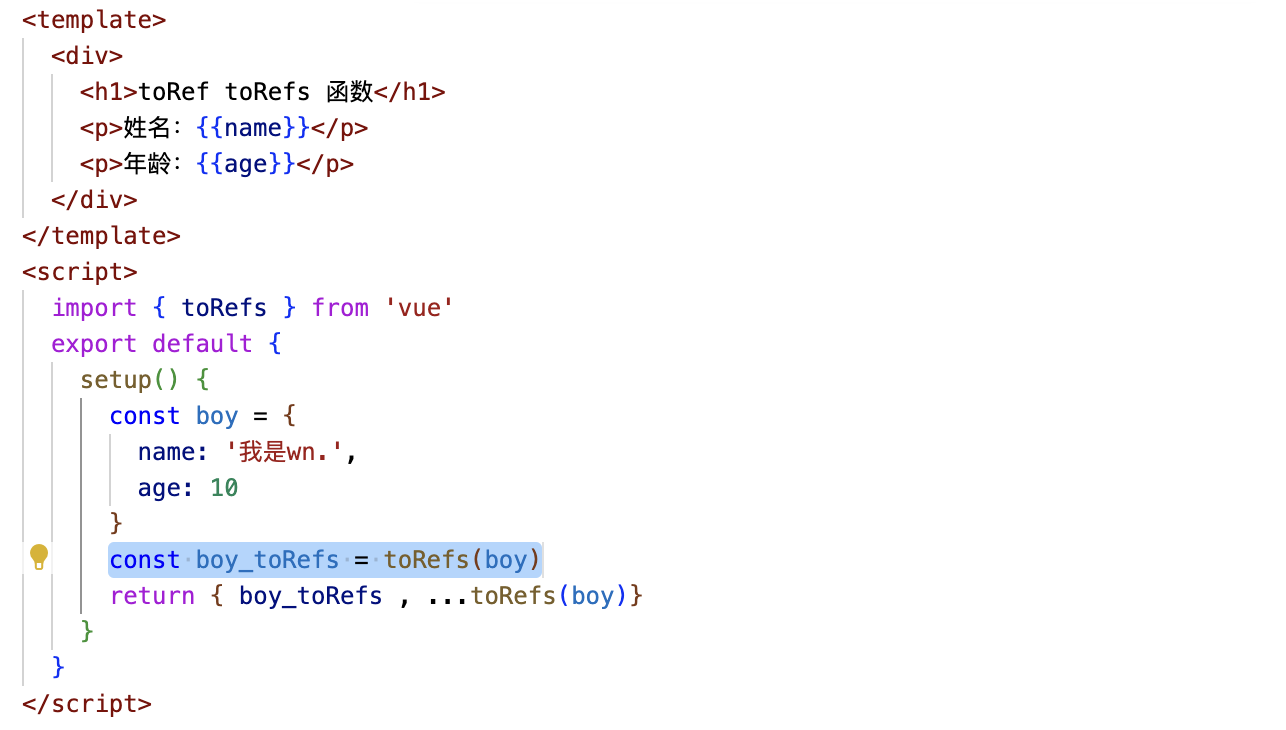 <template>
<div>
<h1>toRef toRefs 函数</h1>
<p>姓名：{{name}}</p>
<p>年龄：{{age}}</p>
</div>
</template>
<script>
import { toRefs } from 'vue'
export default {
setup() {
const boy = {
name: '我是wn.',
age: 10
}
const boy_toRefs = toRefs(boy)
return { boy_toRefs , ...toRefs(boy)}
}
}
</script>